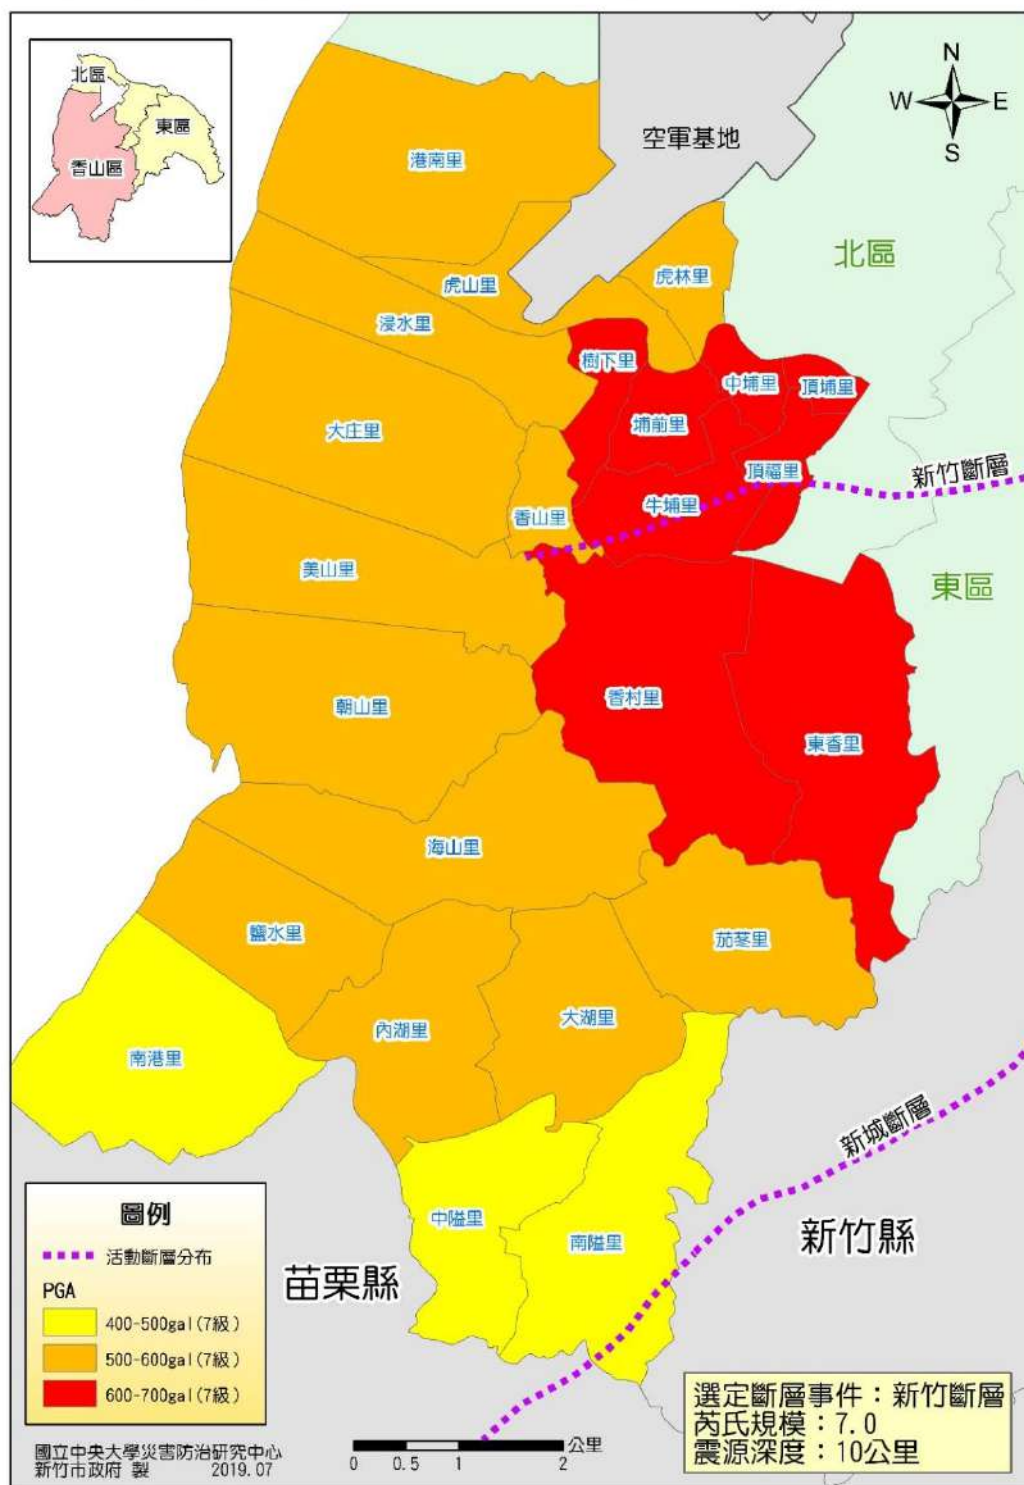 北區
東區
香山區
N
W
E
S
空軍基地
港南里
北區
虎林里
虎山里
浸水里
樹下里
中埔里
頂埔里
大庄里
埔前里
新竹斷層
頂福里
牛埔里
香山里
美山里
東區
香村里
朝山里
東香里
海山里
鹽水里
茄苳里
大湖里
內湖里
南港里
新城斷層
中隘里
南隘里
新竹縣
苗栗縣
圖例
活動斷層分布
PGA
400-500gal(7級)
500-600gal(7級)
600-700gal(7級)
選定斷層事件：新竹斷層
芮氏規模：7.0
震源深度：10公里
公里
0 0.5 1 2
國立中央大學災害防治研究中心
新竹市政府 製 2019.07